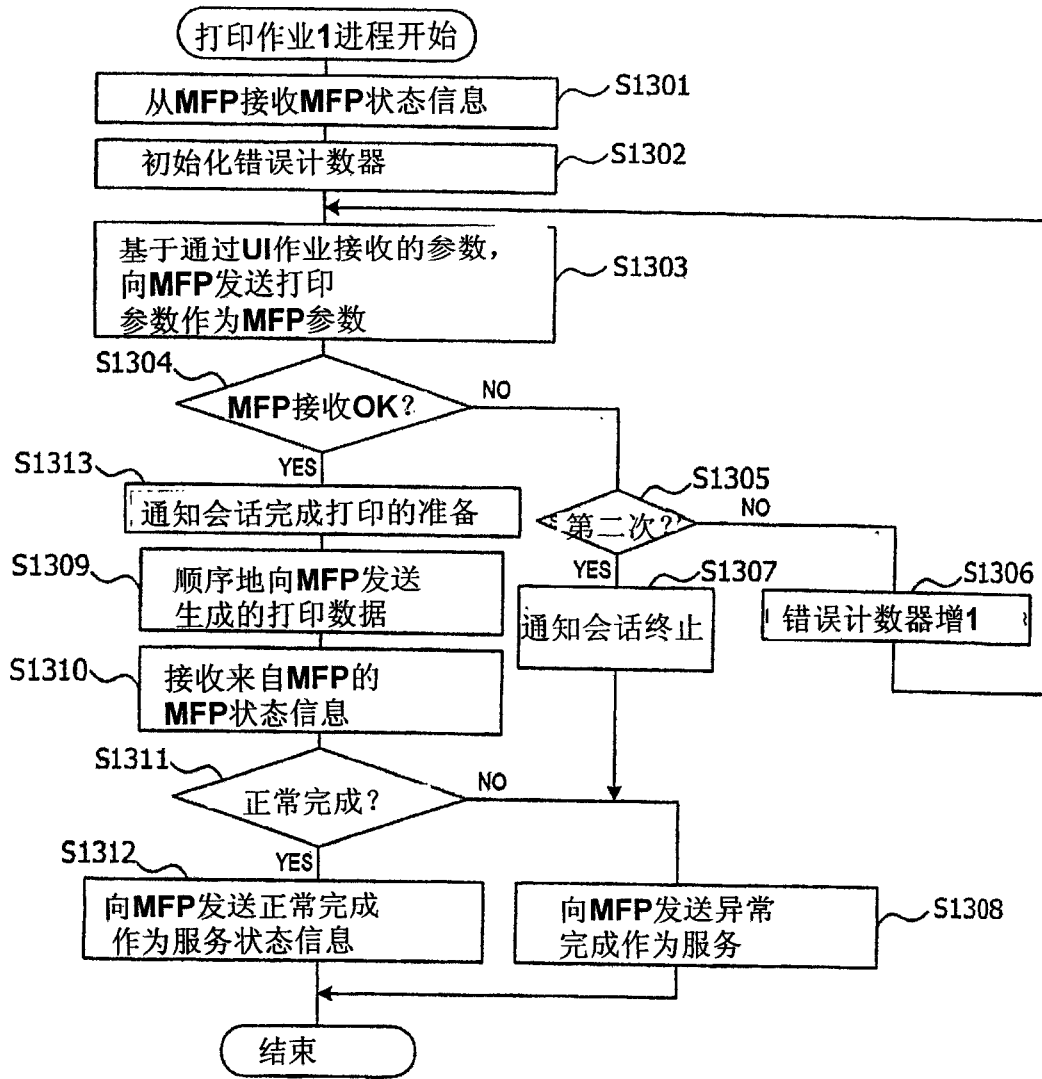 打印作业1进程开始
从MFP接收MFP状态信息
S1301
初始化错误计数器
S1302
基于通过UI作业接收的参数，
向MFP发送打印
参数作为MFP参数
S1303
S1304
MFP接收OK？
NO
YES
S1313
通知会话完成打印的准备
S1305
第二次？
NO
YES
S1309
顺序地向MFP发送
生成的打印数据
S1307
通知会话终止
S1306
错误计数器增1
S1310
接收来自MFP的
MFP状态信息
S1311
正常完成？
NO
YES
S1312
向MFP发送正常完成
作为服务状态信息
向MFP发送异常
完成作为服务
S1308
结束